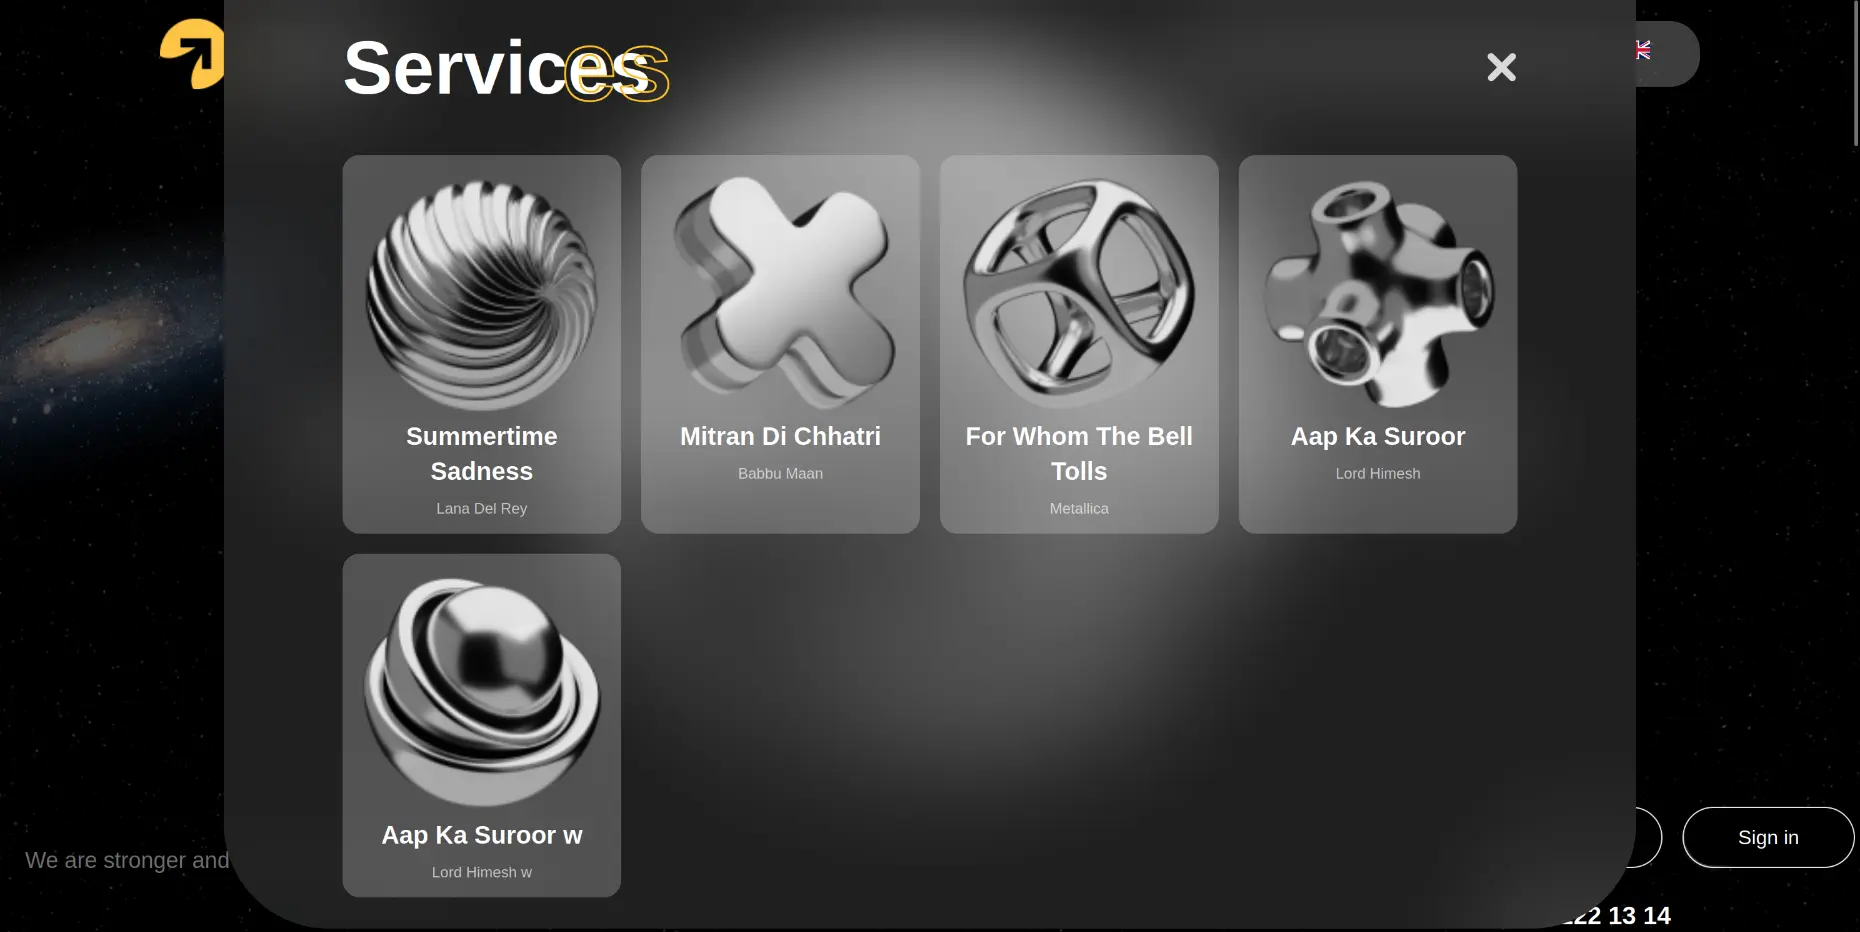 Services
es
Summertime
Sadness
Lana Del Rey
Mitran Di Chhatri
Babbu Maan
For Whom The Bell
Tolls
Metallica
Aap Ka Suroor
Lord Himesh
Aap Ka Suroor w
Lord Himesh w
We are stronger and
Sign in
22 13 14